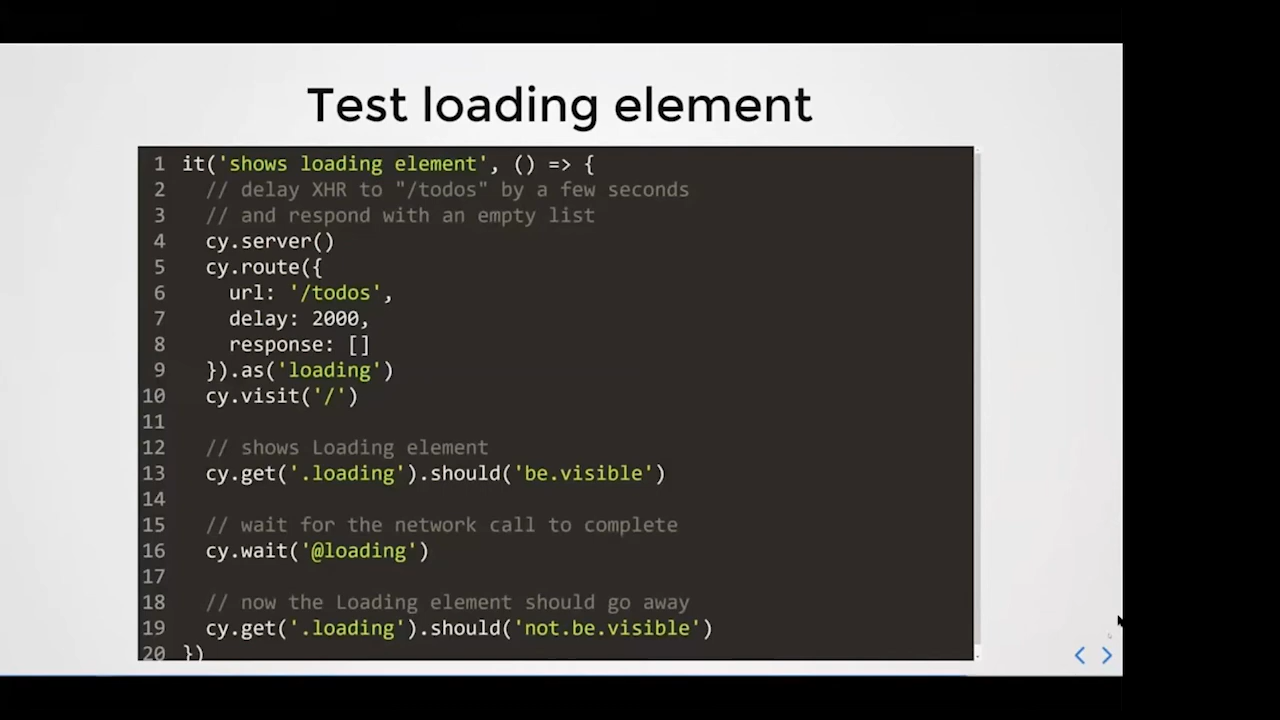 Test loading element
1 it('shows loading element', () => {
2 // delay XHR to "/todos" by a few seconds
3 // and respond with an empty list
4 cy.server()
5 cy.route({
6 url: '/todos',
7 delay: 2000,
8 response: []
9 }).as('loading')
10 cy.visit('/')
11
12 // shows Loading element
13 cy.get('.loading').should('be.visible')
14
15 // wait for the network call to complete
16 cy.wait('@loading')
17
18 // now the Loading element should go away
19 cy.get('.loading').should('not.be.visible')
20 })